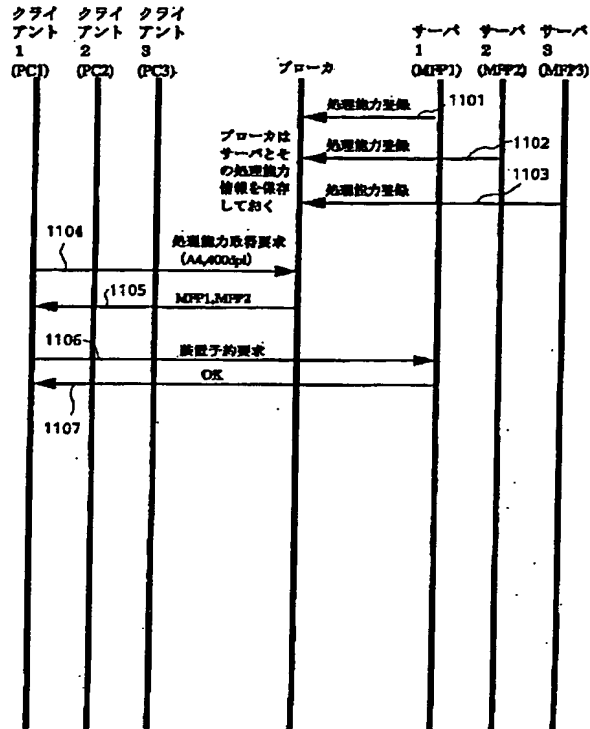 クライ
アント
1
(PC1)
クライ
アント
2
(PC2)
クライ
アント
3
(PC3)
ブローカ
サーバ
1
(MFP1)
サーバ
2
(MFP2)
サーバ
3
(MFP3)
処理能力登録
1101
ブローカは
サーバとそ
の処理能力
情報を保存
しておく
処理能力登録
1102
処理能力登録
1103
1104
処理能力取得要求
(A4,400dpi)
1105
MFP1,MFP2
1106
装置予約要求
OK
1107